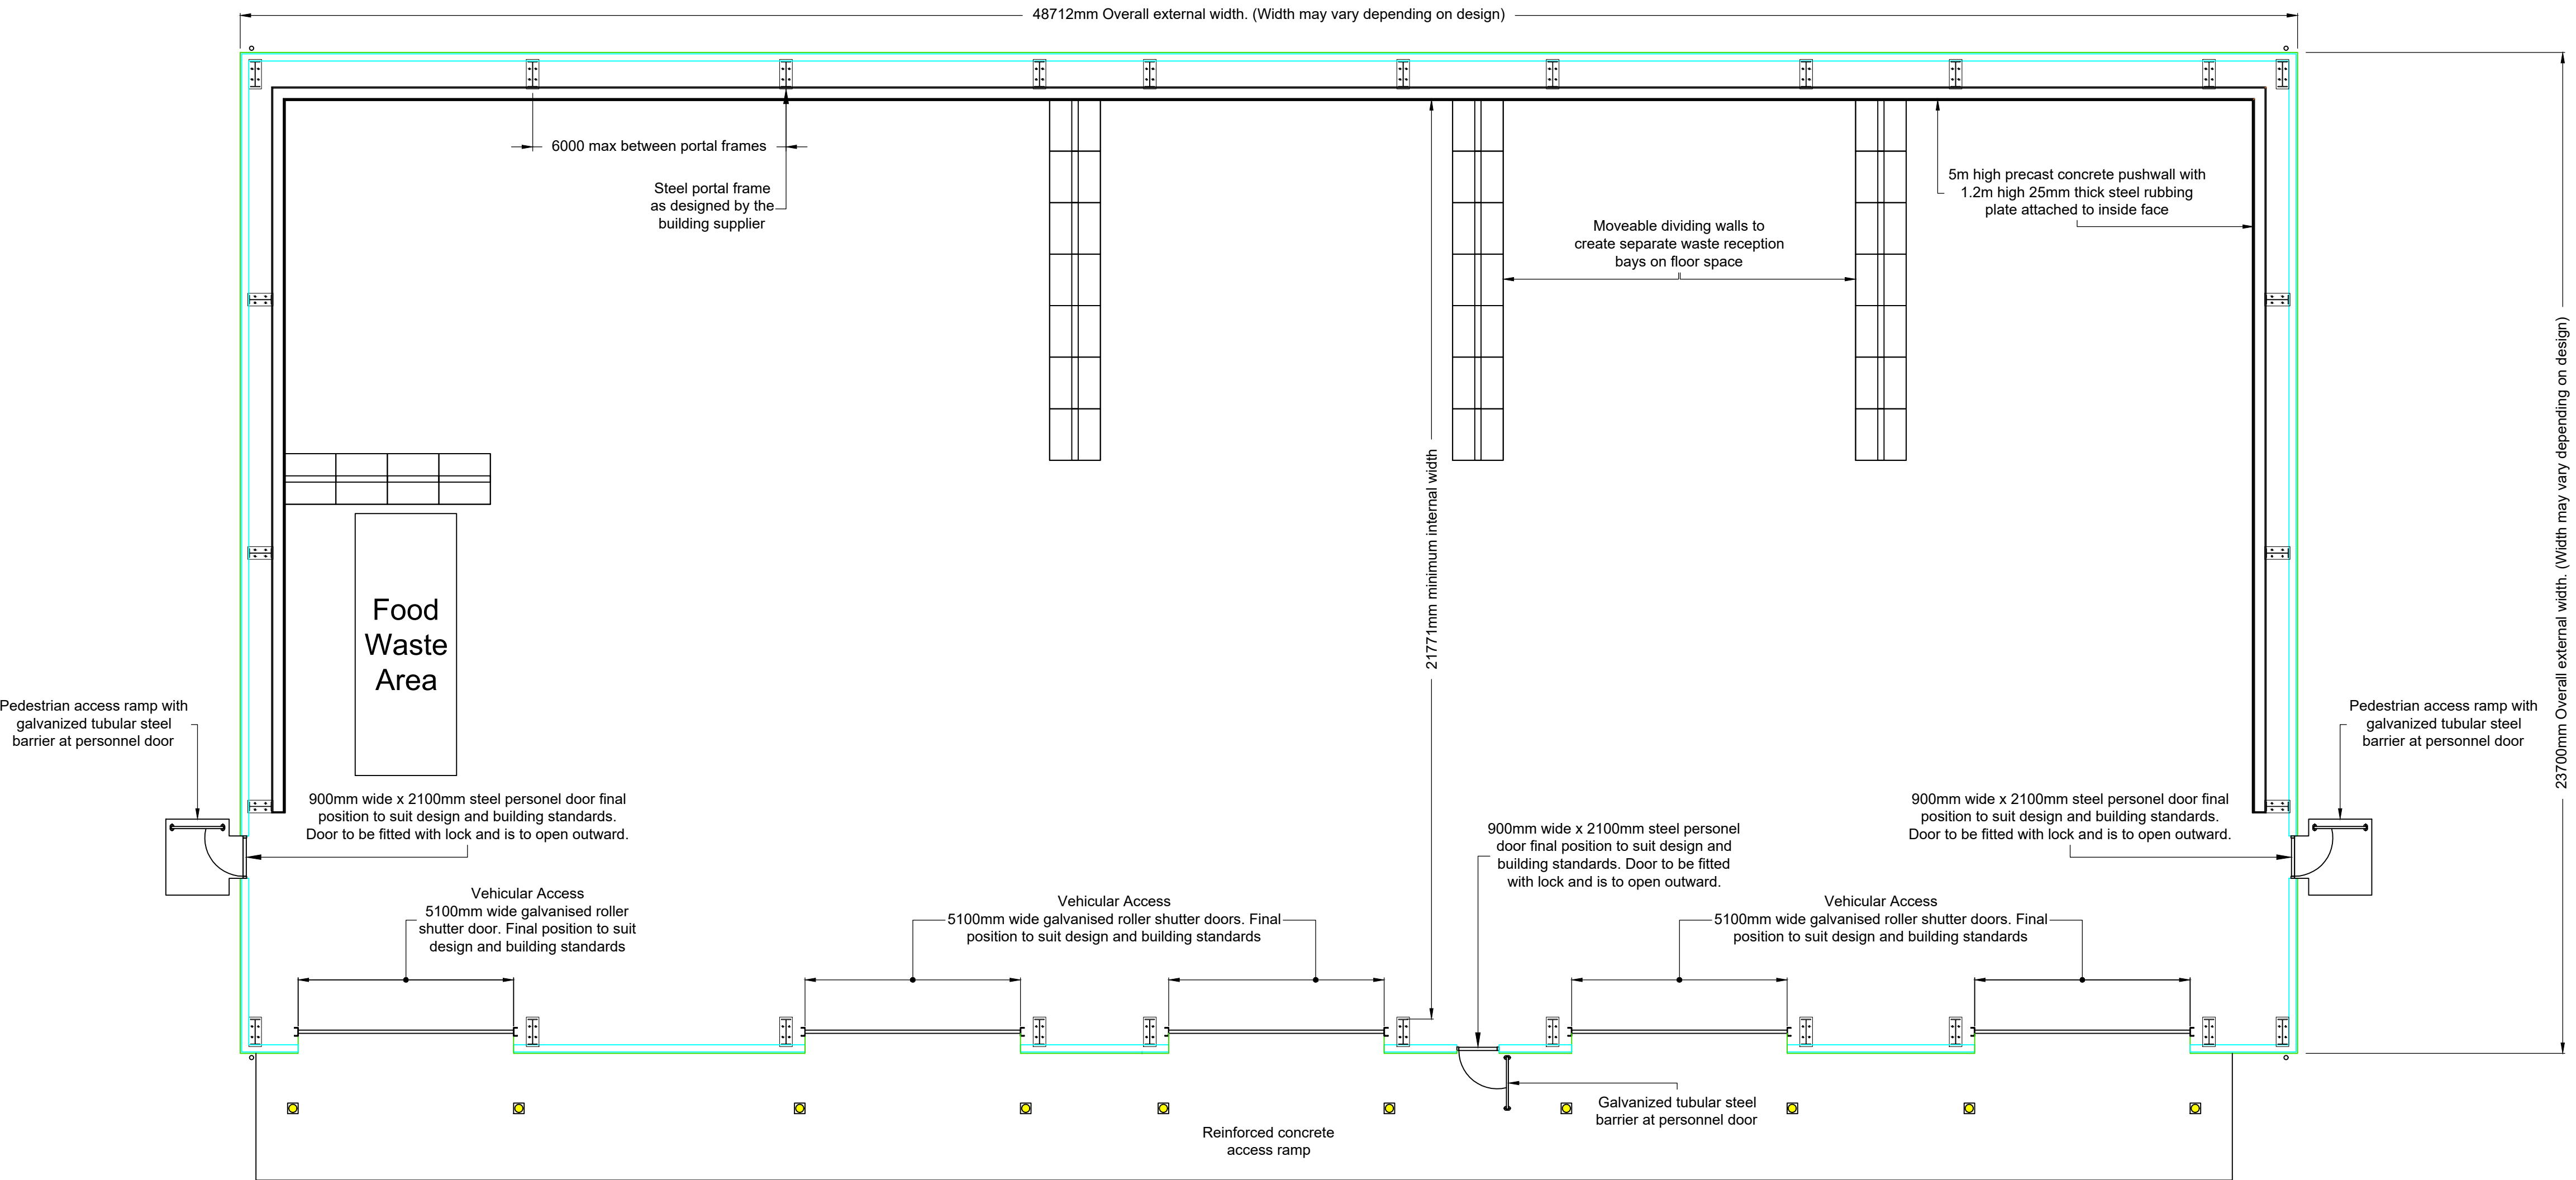 48712mm Overall external width. (Width may vary depending on design)
6000 max between portal frames
Steel portal frame
as designed by the
building supplier
5m high precast concrete pushwall with
1.2m high 25mm thick steel rubbing
plate attached to inside face
Moveable dividing walls to
create separate waste reception
bays on floor space
21771mm minimum internal width
23700mm Overall external width. (Width may vary depending on design)
Food
Waste
Area
Pedestrian access ramp with
galvanized tubular steel
barrier at personnel door
Pedestrian access ramp with
galvanized tubular steel
barrier at personnel door
900mm wide x 2100mm steel personel door final
position to suit design and building standards.
Door to be fitted with lock and is to open outward.
900mm wide x 2100mm steel personel
door final position to suit design and
building standards. Door to be fitted
with lock and is to open outward.
900mm wide x 2100mm steel personel door final
position to suit design and building standards.
Door to be fitted with lock and is to open outward.
Vehicular Access
5100mm wide galvanised roller
shutter door. Final position to suit
design and building standards
Vehicular Access
5100mm wide galvanised roller shutter doors. Final
position to suit design and building standards
Vehicular Access
5100mm wide galvanised roller shutter doors. Final
position to suit design and building standards
Galvanized tubular steel
barrier at personnel door
Reinforced concrete
access ramp